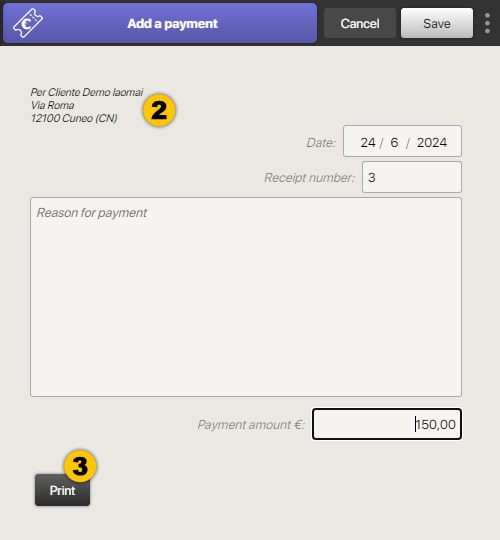 Add a payment
Cancel
Save
Per Cliente Demo laomai
Via Roma
12100 Cuneo (CN)
2
Date: 24 / 6 / 2024
Receipt number: 3
Reason for payment
Payment amount €: 150,00
3
Print